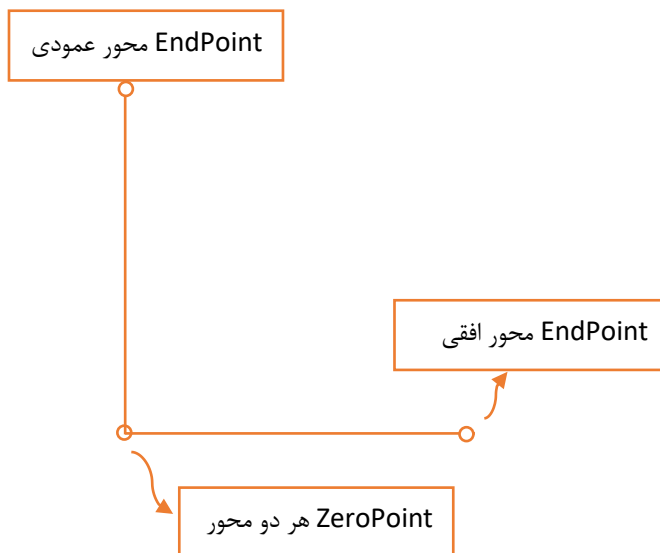 EndPoint محور عمودی
EndPoint محور افقی
ZeroPoint هر دو محور